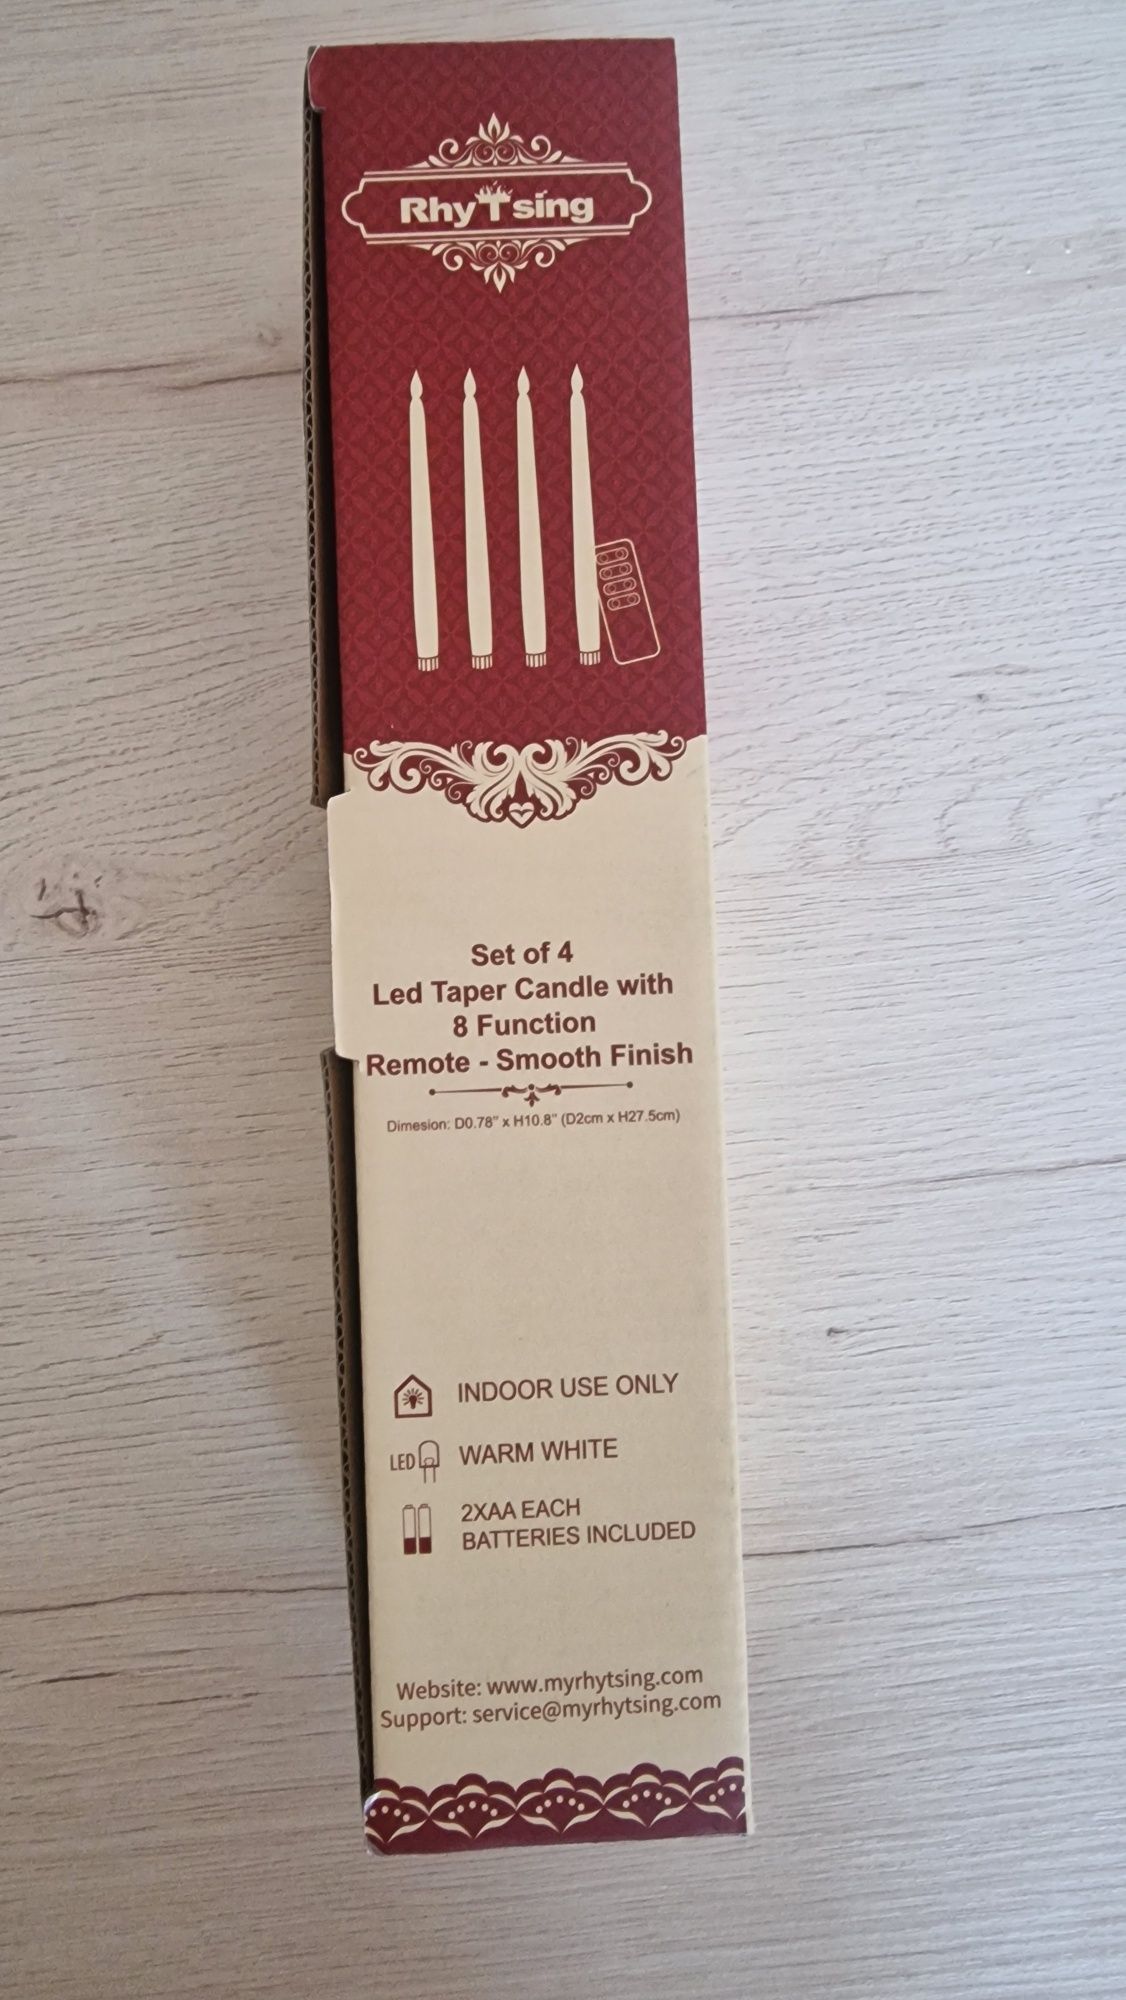 RhyTsing
Set of 4
Led Taper Candle with
8 Function
Remote - Smooth Finish
Dimesion: D0.78" x H10.8" (D2cm x H27.5cm)
INDOOR USE ONLY
LED WARM WHITE
2XAA EACH
BATTERIES INCLUDED
Website: www.myrhytsing.com
Support: service@myrhytsing.com